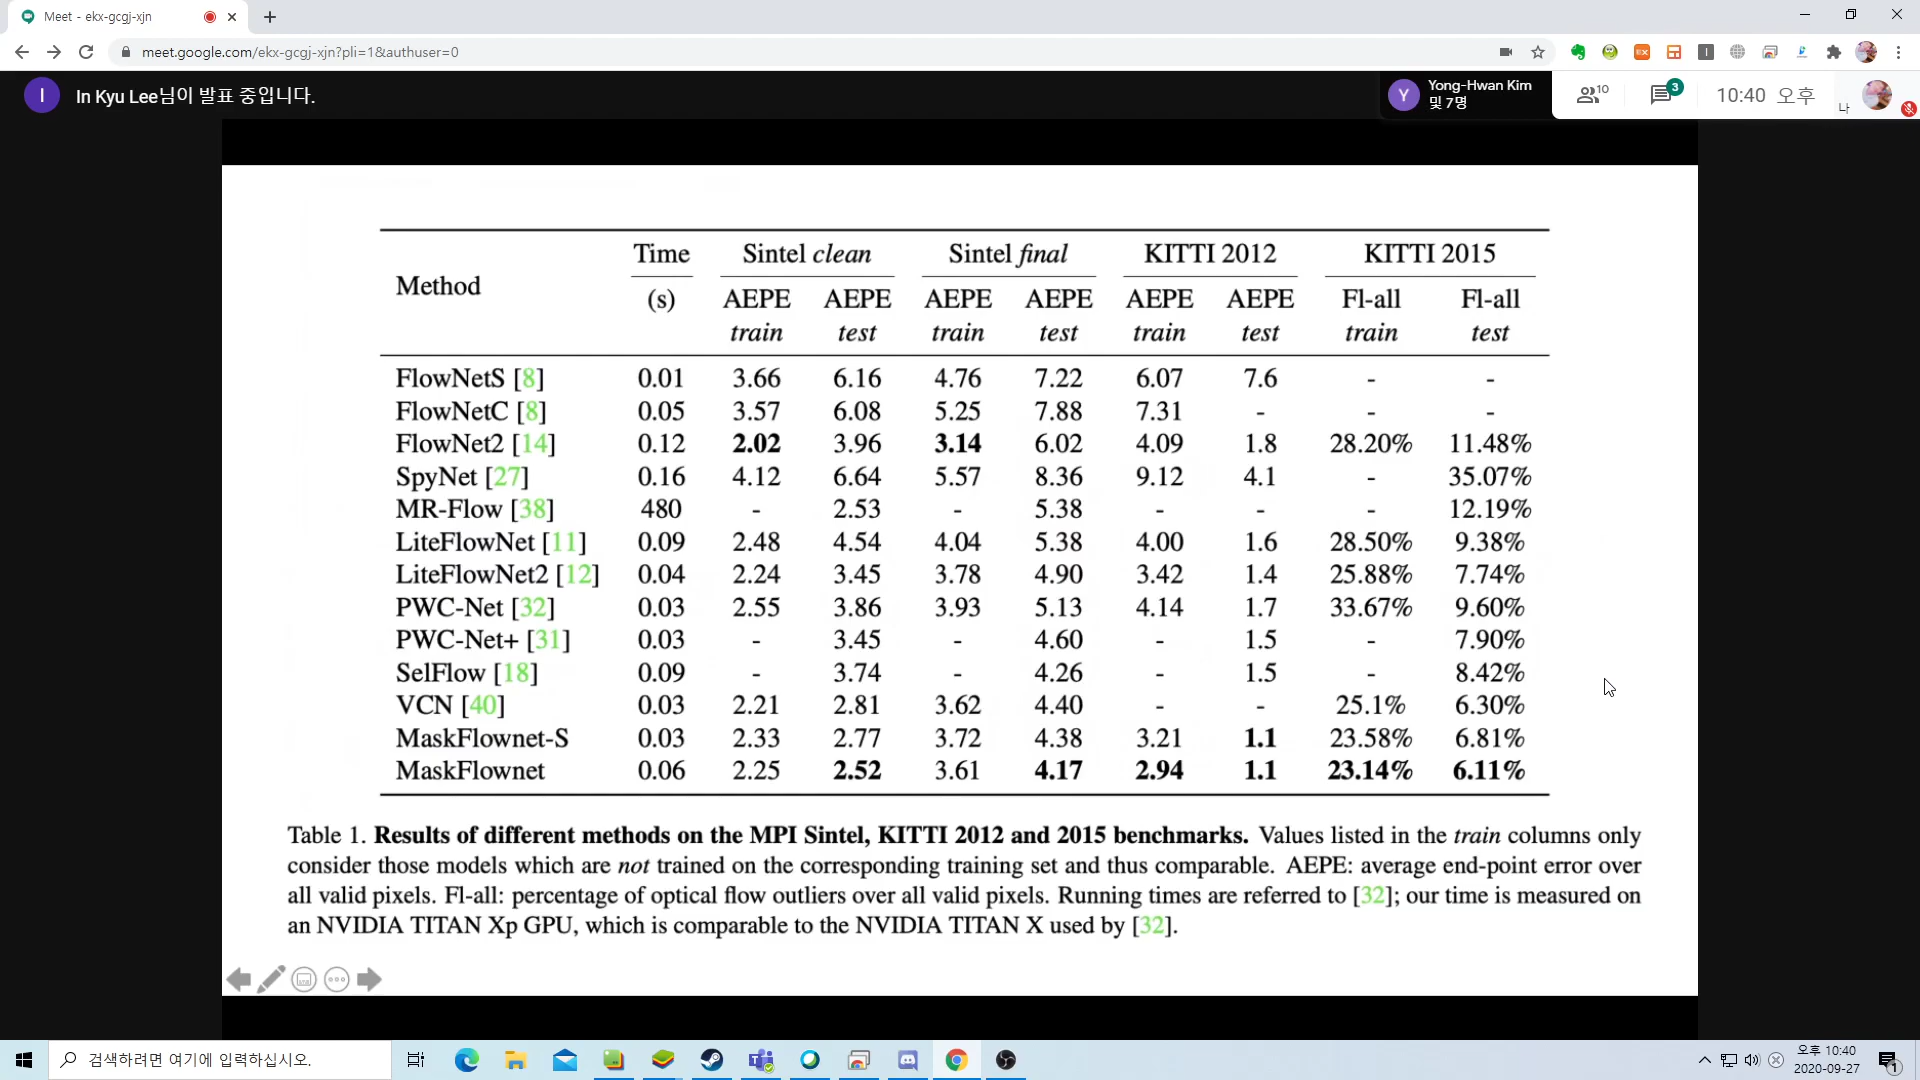 Meet - ekx-gcgj-xjn
meet.google.com/ekx-gcgj-xjn?pli=1&authuser=0
I In Kyu Lee님이 발표 중입니다.
Y Yong-Hwan Kim 및 7명
10
3
10:40 오후
나
Method Time (s) Sintel clean Sintel final KITTI 2012 KITTI 2015
AEPE train AEPE test AEPE train AEPE test AEPE train AEPE test Fl-all train Fl-all test
FlowNetS [8] 0.01 3.66 6.16 4.76 7.22 6.07 7.6 - -
FlowNetC [8] 0.05 3.57 6.08 5.25 7.88 7.31 - - -
FlowNet2 [14] 0.12 2.02 3.96 3.14 6.02 4.09 1.8 28.20% 11.48%
SpyNet [27] 0.16 4.12 6.64 5.57 8.36 9.12 4.1 - 35.07%
MR-Flow [38] 480 - 2.53 - 5.38 - - - 12.19%
LiteFlowNet [11] 0.09 2.48 4.54 4.04 5.38 4.00 1.6 28.50% 9.38%
LiteFlowNet2 [12] 0.04 2.24 3.45 3.78 4.90 3.42 1.4 25.88% 7.74%
PWC-Net [32] 0.03 2.55 3.86 3.93 5.13 4.14 1.7 33.67% 9.60%
PWC-Net+ [31] 0.03 - 3.45 - 4.60 - 1.5 - 7.90%
SelFlow [18] 0.09 - 3.74 - 4.26 - 1.5 - 8.42%
VCN [40] 0.03 2.21 2.81 3.62 4.40 - - 25.1% 6.30%
MaskFlownet-S 0.03 2.33 2.77 3.72 4.38 3.21 1.1 23.58% 6.81%
MaskFlownet 0.06 2.25 2.52 3.61 4.17 2.94 1.1 23.14% 6.11%
Table 1. Results of different methods on the MPI Sintel, KITTI 2012 and 2015 benchmarks. Values listed in the train columns only
consider those models which are not trained on the corresponding training set and thus comparable. AEPE: average end-point error over
all valid pixels. Fl-all: percentage of optical flow outliers over all valid pixels. Running times are referred to [32]; our time is measured on
an NVIDIA TITAN Xp GPU, which is comparable to the NVIDIA TITAN X used by [32].
검색하려면 여기에 입력하십시오.
오후 10:40
2020-09-27
1